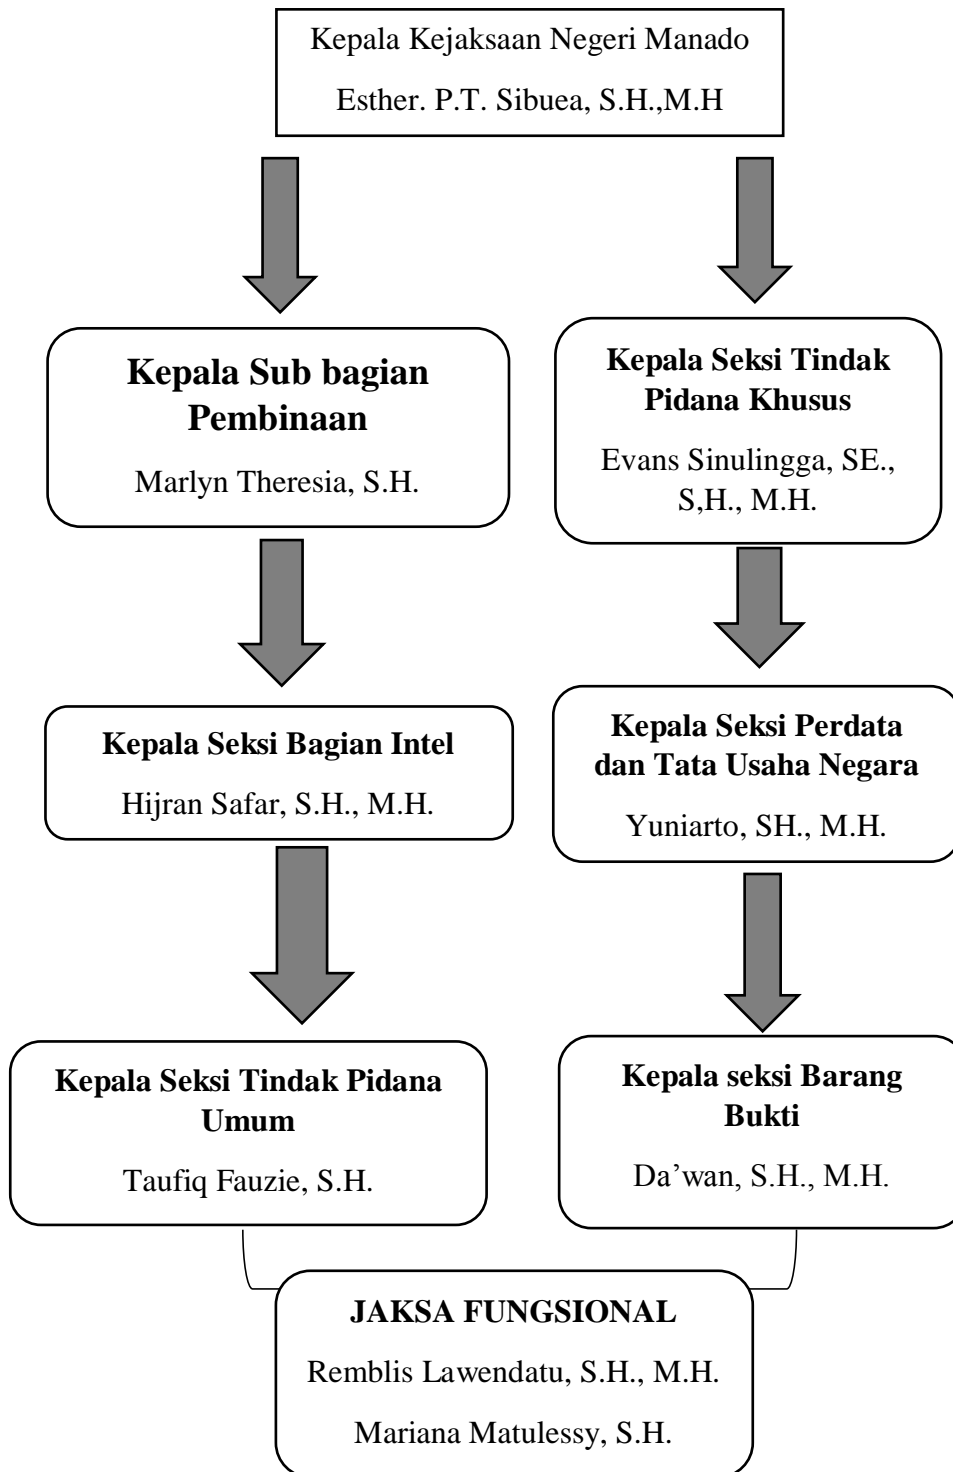 Kepala Kejaksaan Negeri Manado
Esther. P.T. Sibuea, S.H.,M.H
Kepala Sub bagian
Pembinaan
Marlyn Theresia, S.H.
Kepala Seksi Tindak
Pidana Khusus
Evans Sinulingga, SE.,
S,H., M.H.
Kepala Seksi Bagian Intel
Hijran Safar, S.H., M.H.
Kepala Seksi Perdata
dan Tata Usaha Negara
Yuniarto, SH., M.H.
Kepala Seksi Tindak Pidana
Umum
Taufiq Fauzie, S.H.
Kepala seksi Barang
Bukti
Da’wan, S.H., M.H.
JAKSA FUNGSIONAL
Remblis Lawendatu, S.H., M.H.
Mariana Matulessy, S.H.